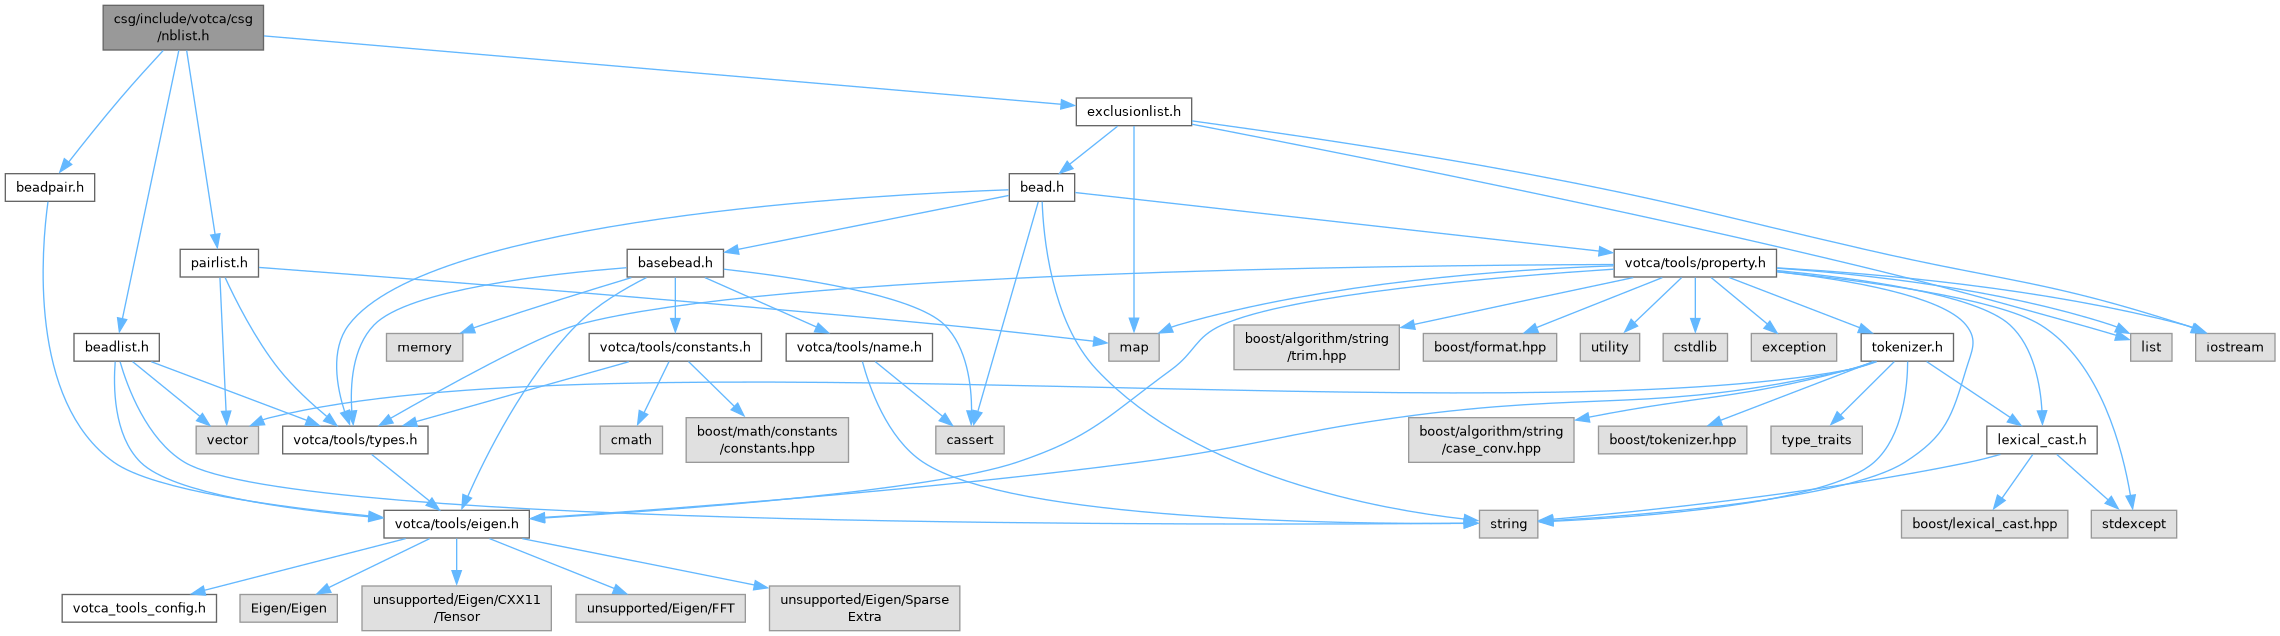 csg/include/votca/csg
/nblist.h
exclusionlist.h
beadpair.h
bead.h
pairlist.h
basebead.h
votca/tools/property.h
beadlist.h
memory
votca/tools/constants.h
votca/tools/name.h
map
boost/algorithm/string
/trim.hpp
boost/format.hpp
utility
cstdlib
exception
tokenizer.h
list
iostream
vector
votca/tools/types.h
cmath
boost/math/constants
/constants.hpp
cassert
boost/algorithm/string
/case_conv.hpp
boost/tokenizer.hpp
type_traits
lexical_cast.h
votca/tools/eigen.h
string
boost/lexical_cast.hpp
stdexcept
votca_tools_config.h
Eigen/Eigen
unsupported/Eigen/CXX11
/Tensor
unsupported/Eigen/FFT
unsupported/Eigen/Sparse
Extra